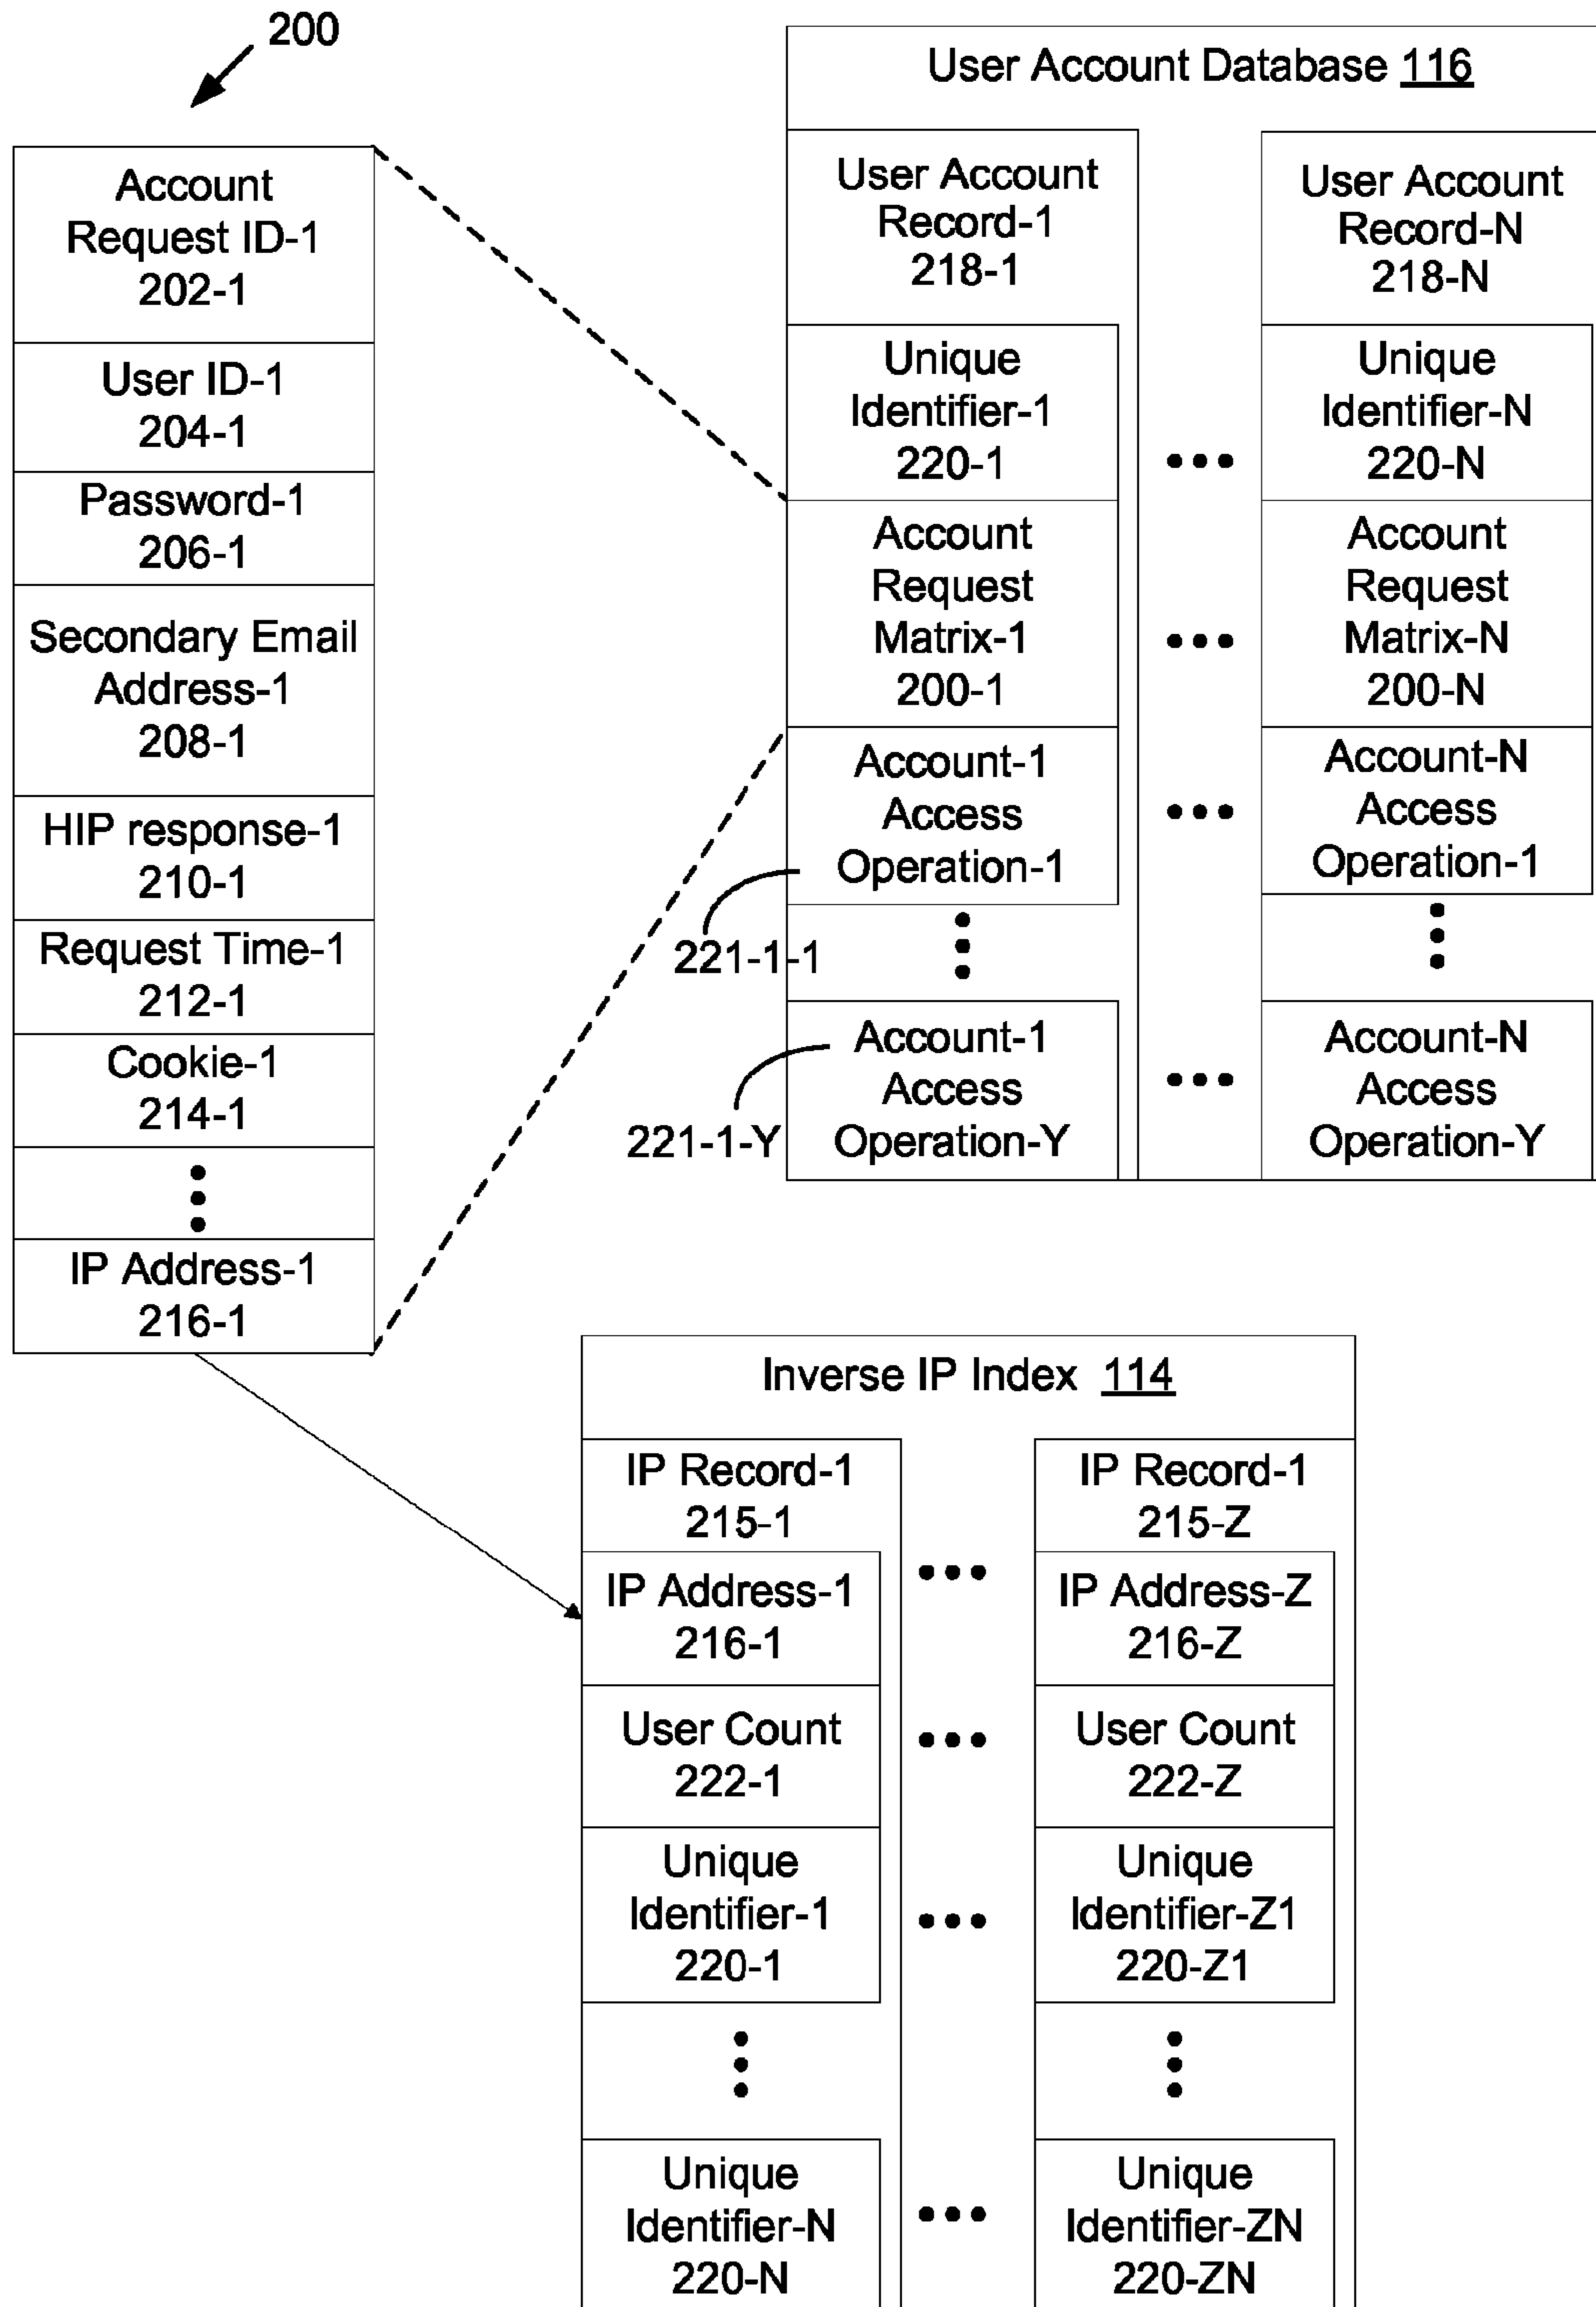 200
Account
Request ID-1
202-1
User ID-1
204-1
Password-1
206-1
Secondary Email
Address-1
208-1
HIP response-1
210-1
Request Time-1
212-1
Cookie-1
214-1
IP Address-1
216-1
User Account Database 116
User Account
Record-1
218-1
Unique
Identifier-1
220-1
Account
Request
Matrix-1
200-1
Account-1
Access
Operation-1
221-1-1
Account-1
Access
Operation-Y
221-1-Y
User Account
Record-N
218-N
Unique
Identifier-N
220-N
Account
Request
Matrix-N
200-N
Account-N
Access
Operation-1
Account-N
Access
Operation-Y
Inverse IP Index 114
IP Record-1
215-1
IP Address-1
216-1
User Count
222-1
Unique
Identifier-1
220-1
Unique
Identifier-N
220-N
IP Record-1
215-Z
IP Address-Z
216-Z
User Count
222-Z
Unique
Identifier-Z1
220-Z1
Unique
Identifier-ZN
220-ZN